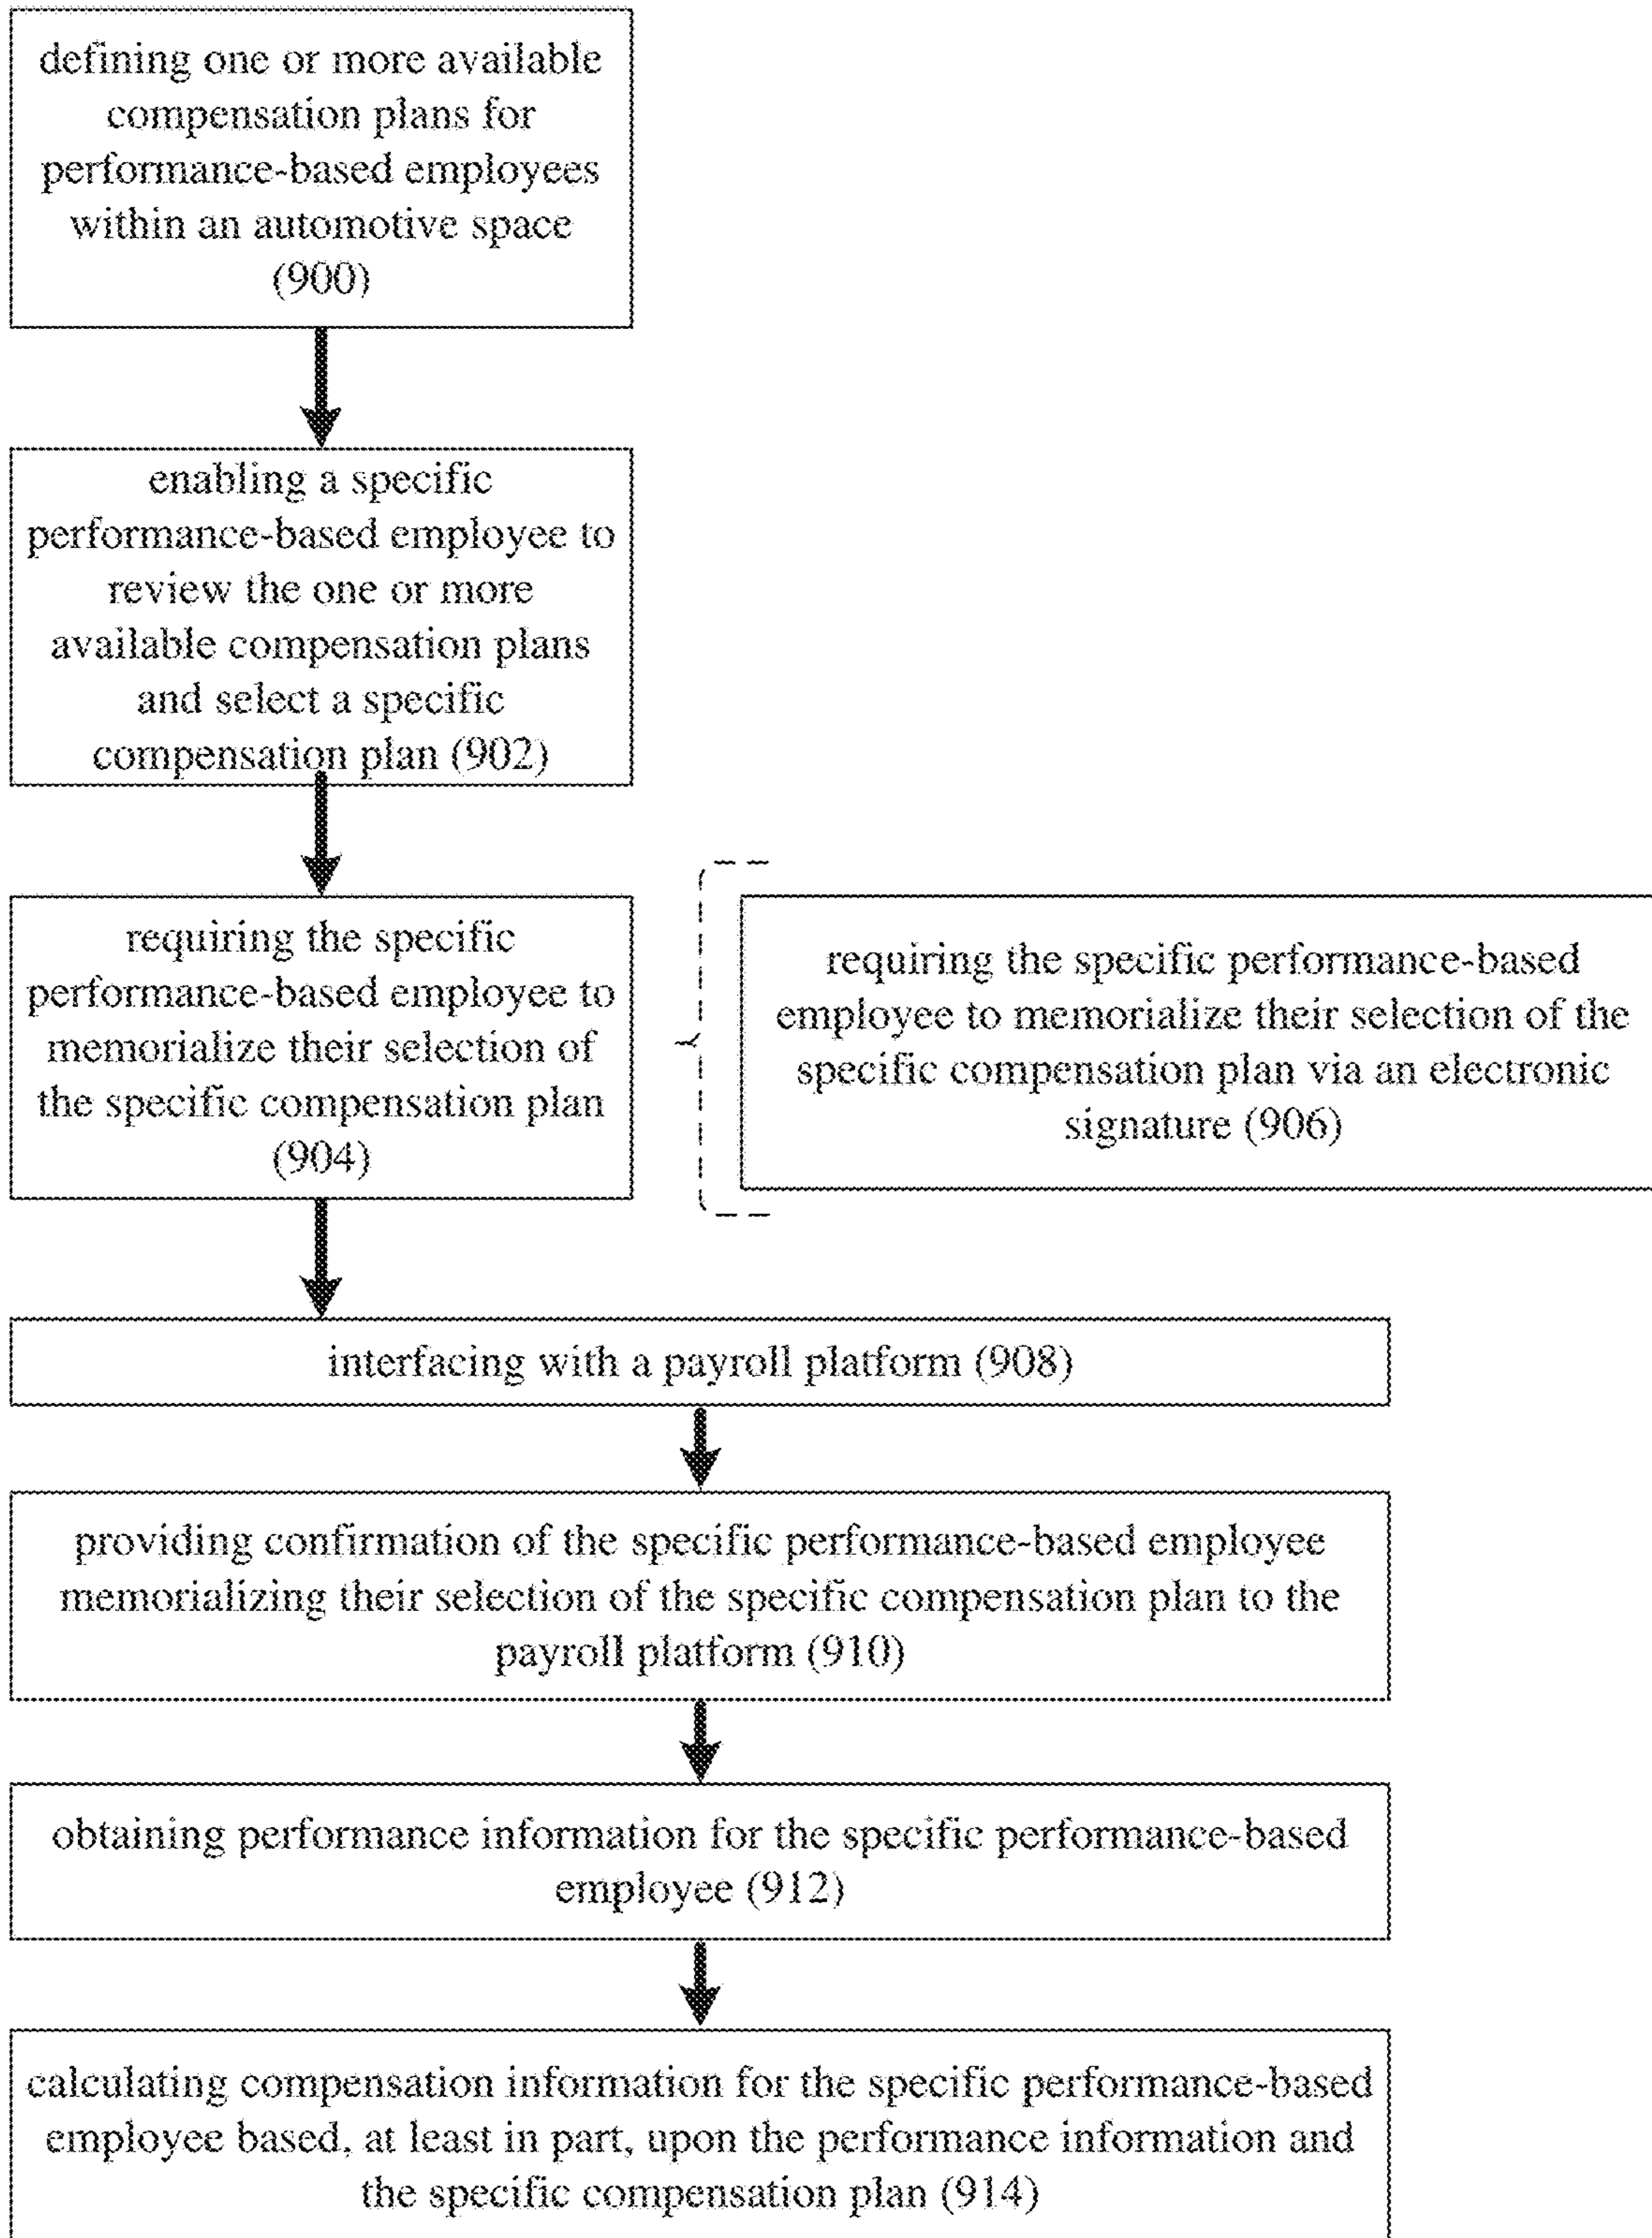 defining one or more available
compensation plans for
performance-based employees
within an automotive space
(900)
enabling a specific
performance-based employee to
review the one or more
available compensation plans
and select a specific
compensation plan (902)
requiring the specific
performance-based employee to
memorialize their selection of
the specific compensation plan
(904)
requiring the specific performance-based
employee to memorialize their selection of the
specific compensation plan via an electronic
signature (906)
interfacing with a payroll platform (908)
providing confirmation of the specific performance-based employee
memorializing their selection of the specific compensation plan to the
payroll platform (910)
obtaining performance information for the specific performance-based
employee (912)
calculating compensation information for the specific performance-based
employee based, at least in part, upon the performance information and
the specific compensation plan (914)